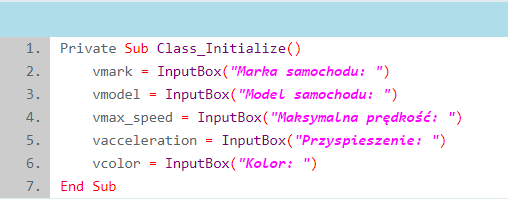 1. Private Sub Class_Initialize()
2. vmark = InputBox("Marka samochodu: ")
3. vmodel = InputBox("Model samochodu: ")
4. vmax_speed = InputBox("Maksymalna prędkość: ")
5. vacceleration = InputBox("Przyspieszenie: ")
6. vcolor = InputBox("Kolor: ")
7. End Sub